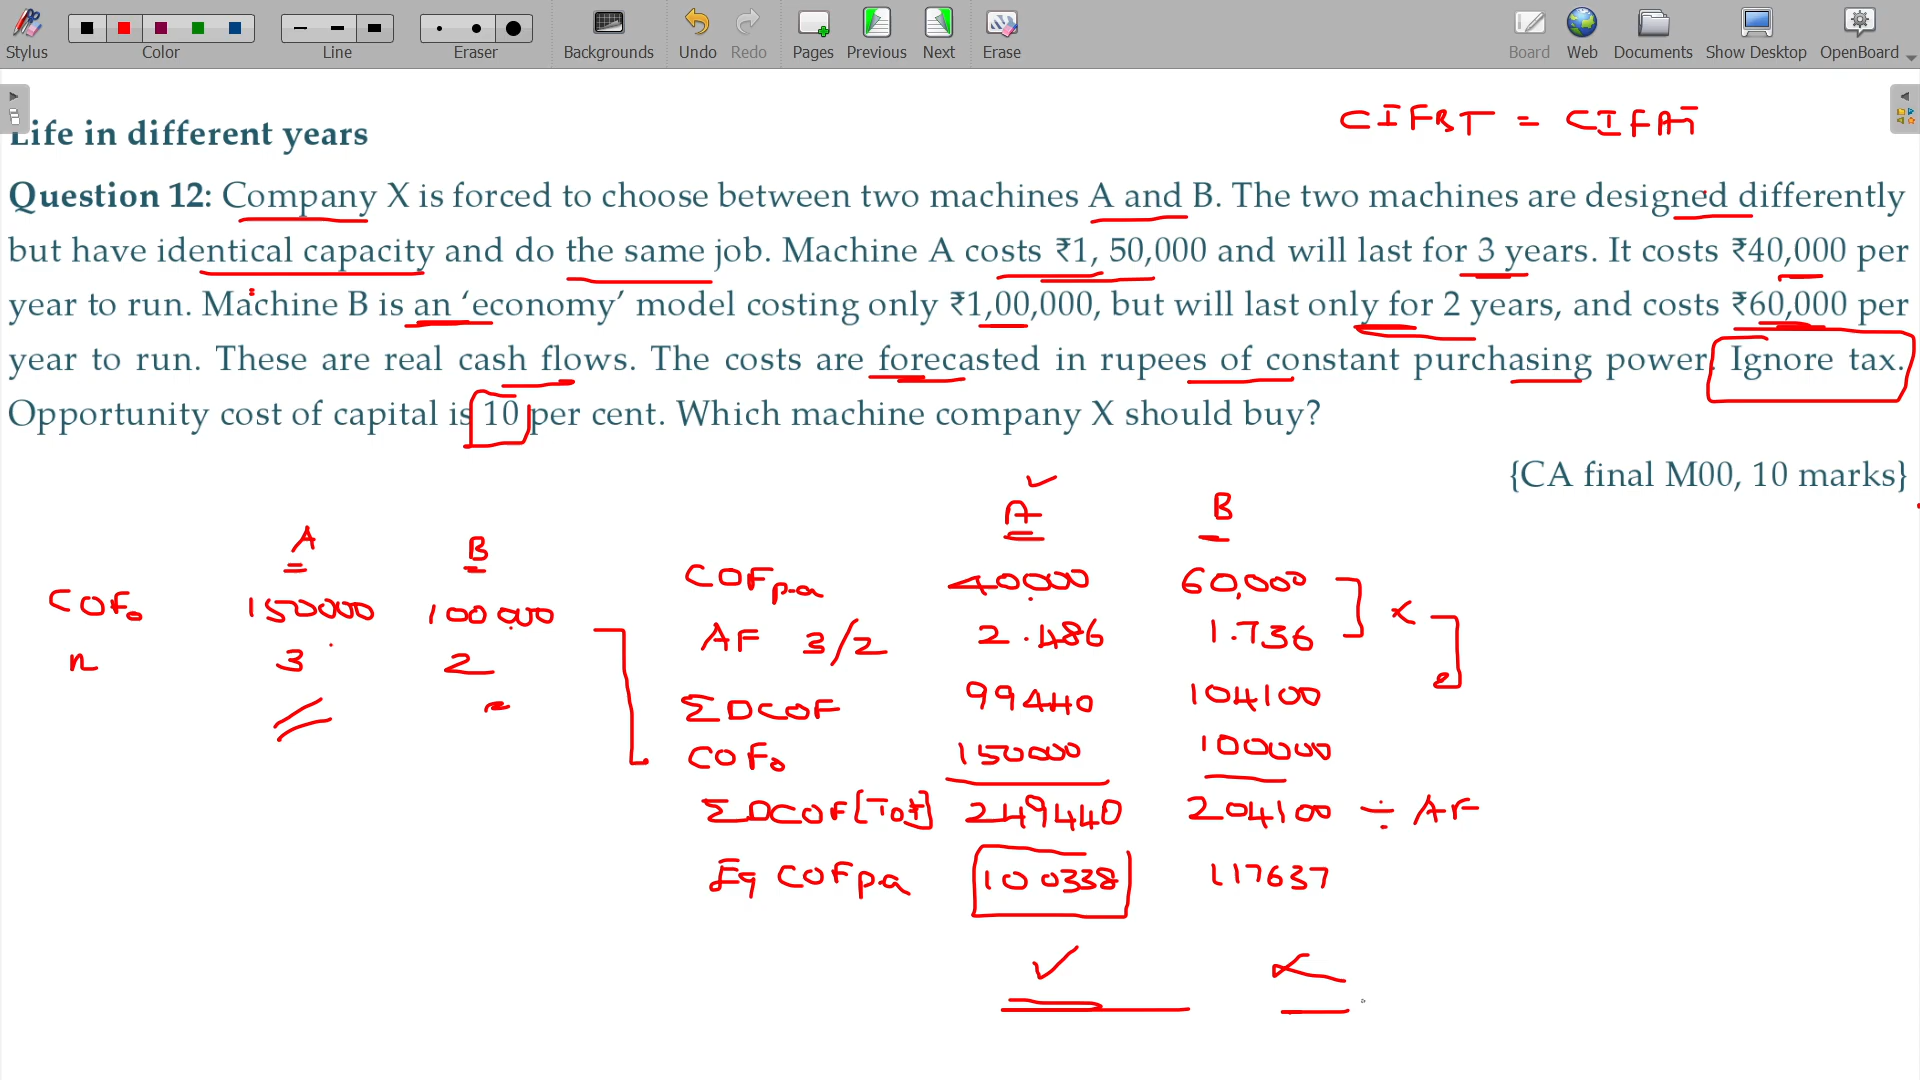 Stylus Color Line Eraser Backgrounds Undo Redo Pages Previous Next Erase Board Web Documents Show Desktop OpenBoard
CIFBT = CIFAT
Life in different years
Question 12: Company X is forced to choose between two machines A and B. The two machines are designed differently
but have identical capacity and do the same job. Machine A costs ₹1, 50,000 and will last for 3 years. It costs ₹40,000 per
year to run. Machine B is an ‘economy’ model costing only ₹1,00,000, but will last only for 2 years, and costs ₹60,000 per
year to run. These are real cash flows. The costs are forecasted in rupees of constant purchasing power. Ignore tax.
Opportunity cost of capital is 10 per cent. Which machine company X should buy?
{CA final M00, 10 marks}
A B
COF0 150000 100000
n 3 2
A B
COFp.a 40000 60,000
AF 3/2 2.486 1.736 ×
ΣDCOF 99440 104100
COF0 150000 100000
ΣDCOF[Tot] 249440 204100 ÷ AF
Eq COFpa 100338 117637